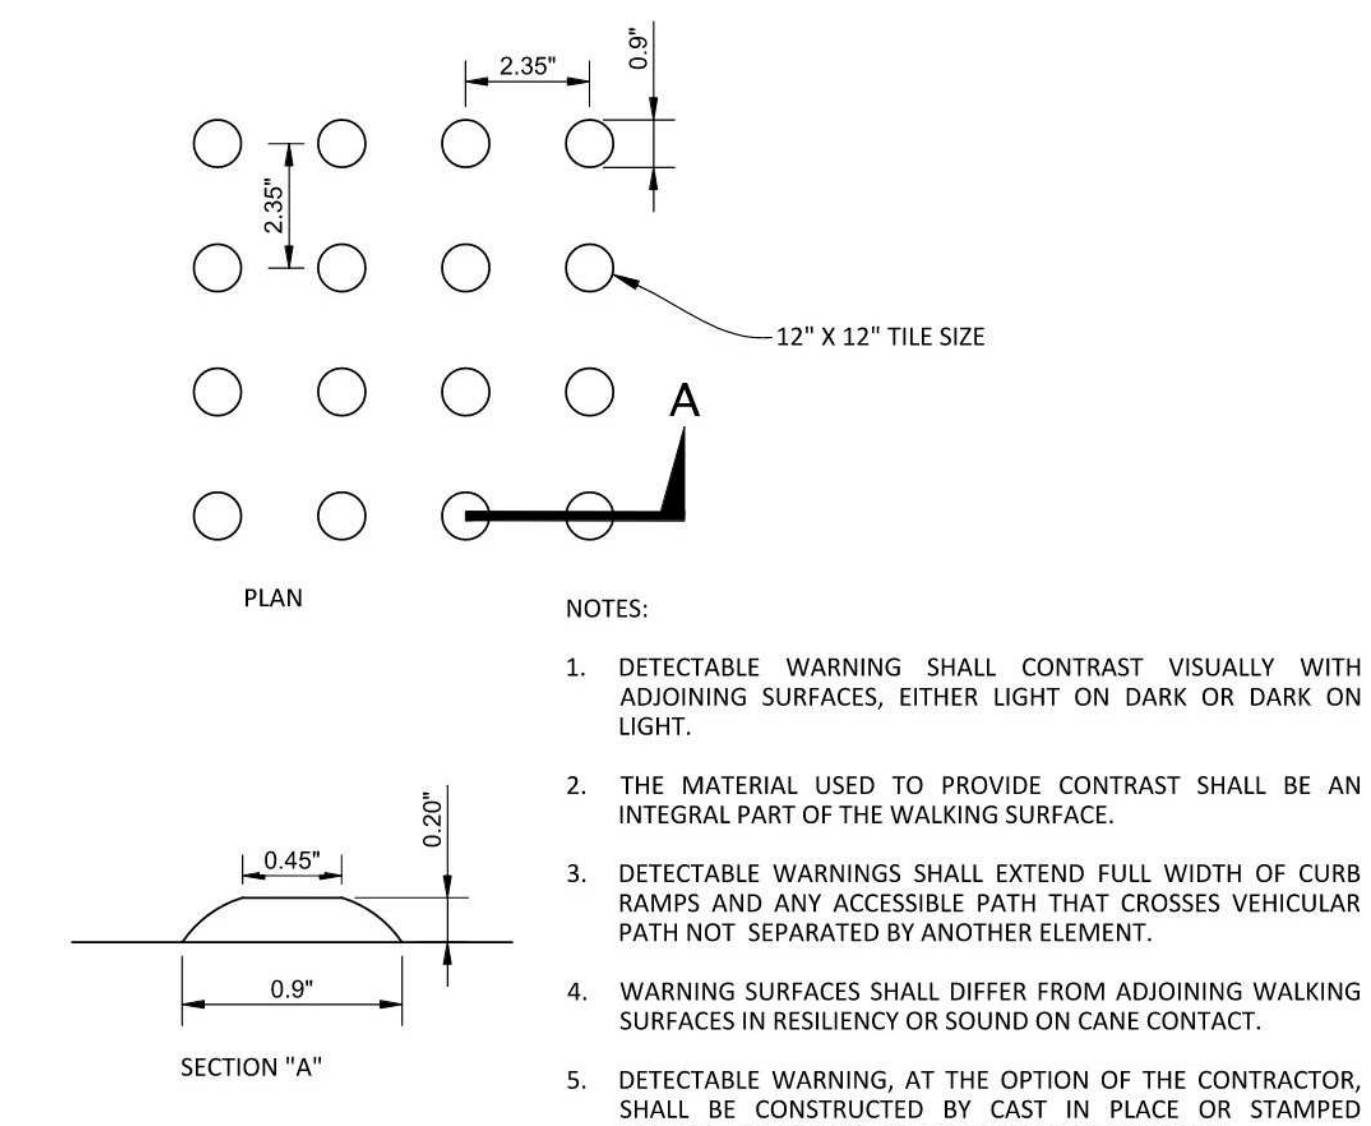 2.35"
0.9"
2.35"
12" X 12" TILE SIZE
A
PLAN
NOTES:
1. DETECTABLE WARNING SHALL CONTRAST VISUALLY WITH
ADJOINING SURFACES, EITHER LIGHT ON DARK OR DARK ON
LIGHT.
2. THE MATERIAL USED TO PROVIDE CONTRAST SHALL BE AN
INTEGRAL PART OF THE WALKING SURFACE.
3. DETECTABLE WARNINGS SHALL EXTEND FULL WIDTH OF CURB
RAMPS AND ANY ACCESSIBLE PATH THAT CROSSES VEHICULAR
PATH NOT SEPARATED BY ANOTHER ELEMENT.
4. WARNING SURFACES SHALL DIFFER FROM ADJOINING WALKING
SURFACES IN RESILIENCY OR SOUND ON CANE CONTACT.
5. DETECTABLE WARNING, AT THE OPTION OF THE CONTRACTOR,
SHALL BE CONSTRUCTED BY CAST IN PLACE OR STAMPED
0.20"
0.45"
0.9"
SECTION "A"